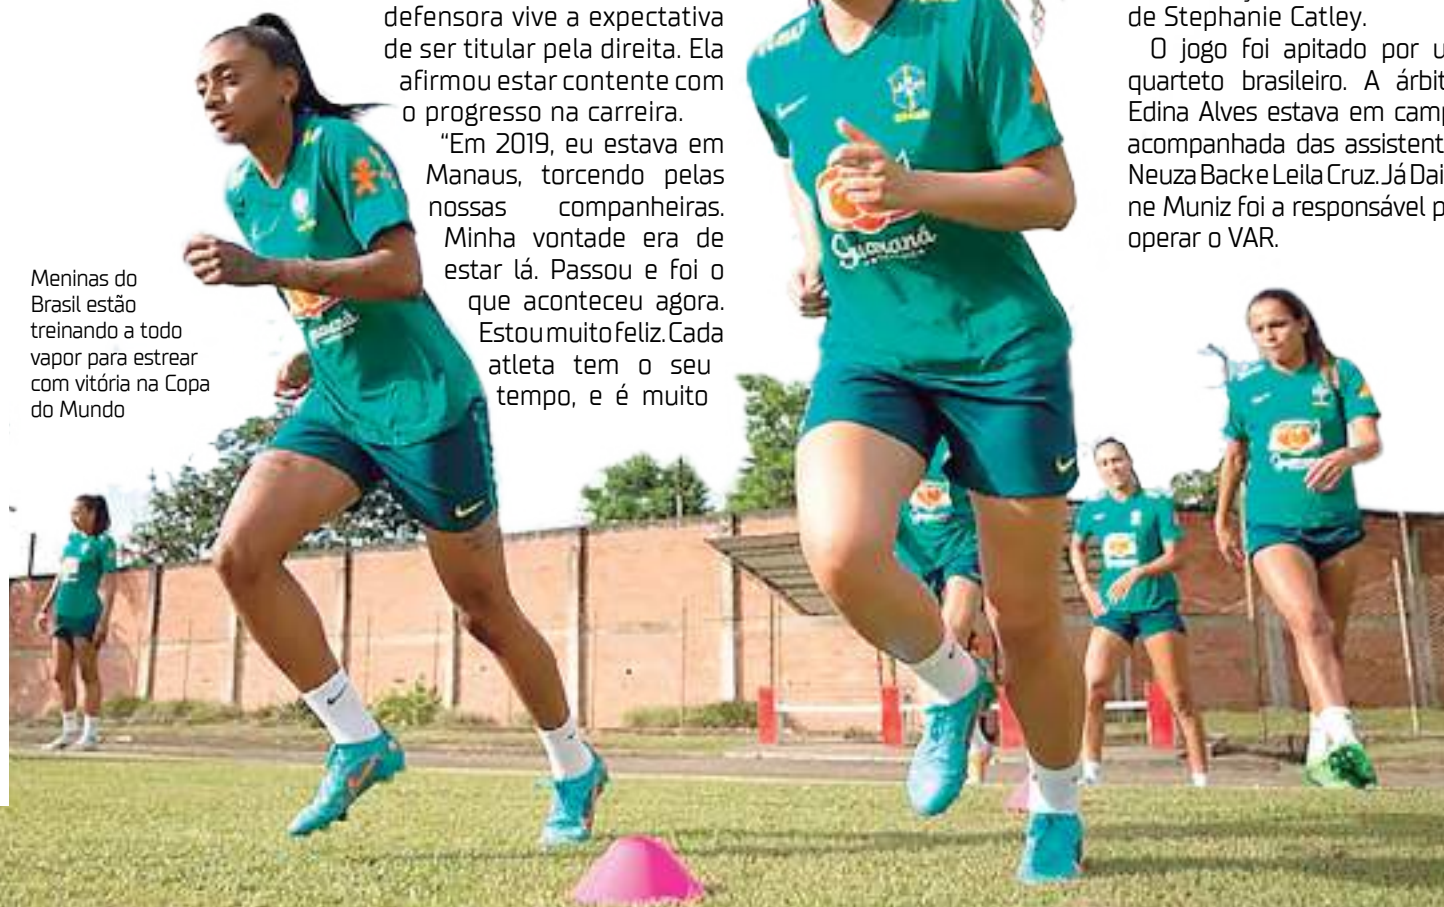 Meninas do
Brasil estão
treinando a todo
vapor para estrear
com vitória na Copa
do Mundo
defensora vive a expectativa
de ser titular pela direita. Ela
afirmou estar contente com
o progresso na carreira.
“Em 2019, eu estava em
Manaus, torcendo pelas
nossas companheiras.
Minha vontade era de
estar lá. Passou e foi o
que aconteceu agora.
Estou muito feliz. Cada
atleta tem o seu
tempo, e é muito
Guaraná
de Stephanie Catley.
O jogo foi apitado por
quarteto brasileiro. A
Edina Alves estava em
acompanhada das
Neuza Back e Leila Cruz. Já
ne Muniz foi a responsável
operar o VAR.